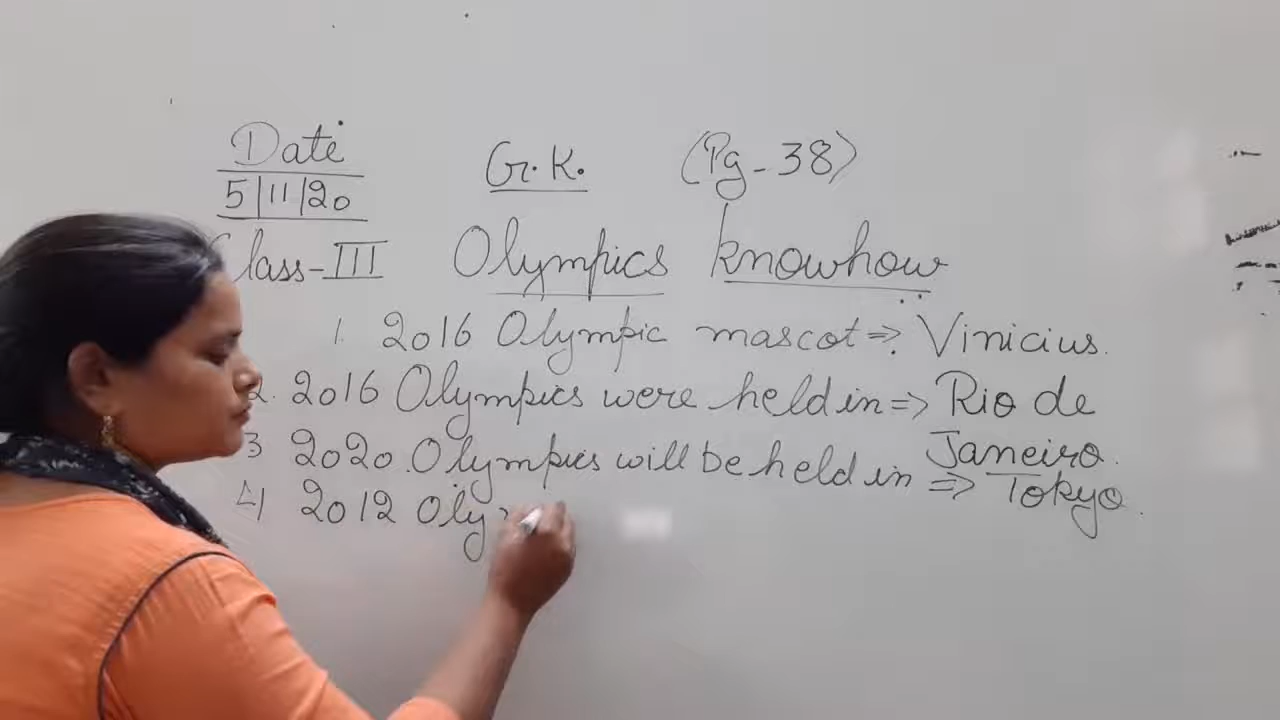 Date
5/11/20
G.K. (Pg-38)
Class-III Olympics knowhow
1. 2016 Olympic mascot => Vinicius.
2. 2016 Olympics were held in => Rio de
Janeiro.
3 2020 Olympics will be held in => Tokyo.
4 2012 Oly